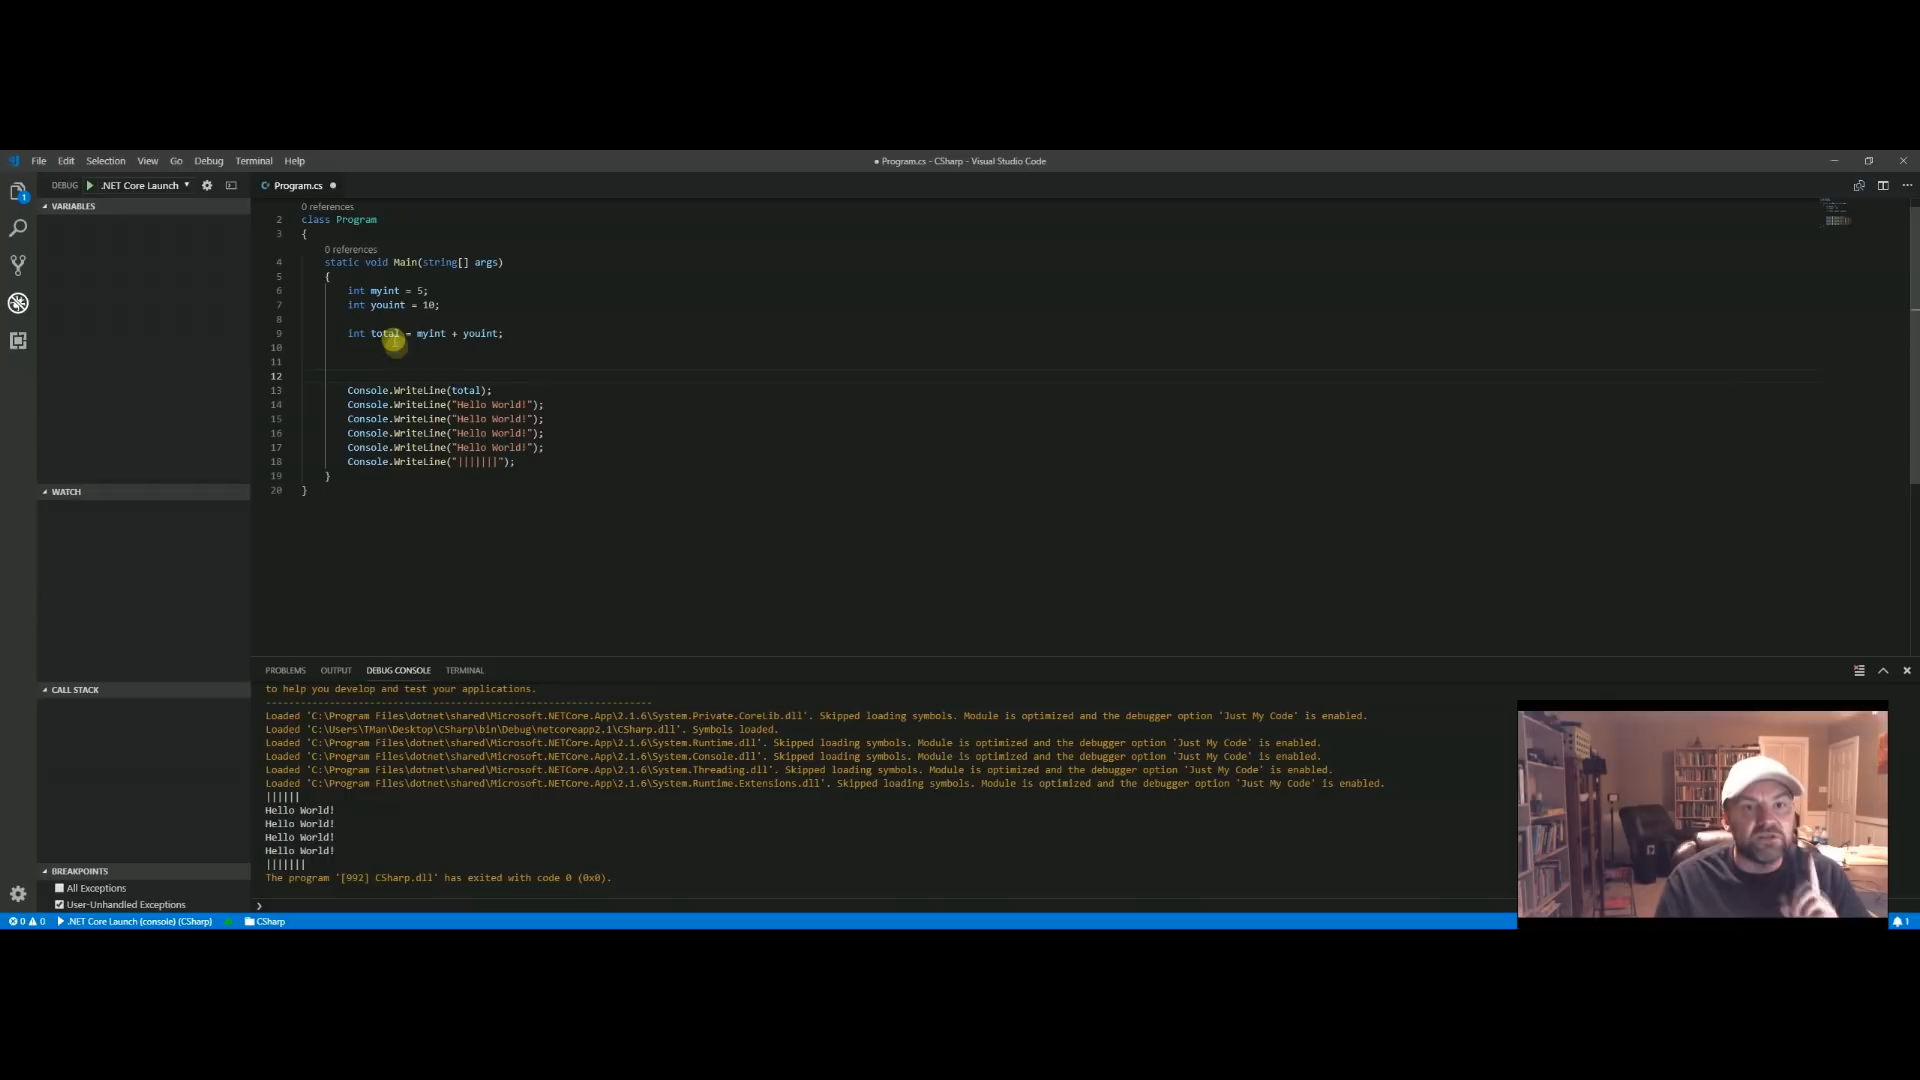 File Edit Selection View Go Debug Terminal Help
● Program.cs - CSharp - Visual Studio Code
DEBUG .NET Core Launch
Program.cs
1
VARIABLES
WATCH
CALL STACK
BREAKPOINTS
All Exceptions
User-Unhandled Exceptions
0 references
2 class Program
3 {
0 references
4 static void Main(string[] args)
5 {
6 int myint = 5;
7 int youint = 10;
8
9 int total = myint + youint;
10
11
12
13 Console.WriteLine(total);
14 Console.WriteLine("Hello World!");
15 Console.WriteLine("Hello World!");
16 Console.WriteLine("Hello World!");
17 Console.WriteLine("Hello World!");
18 Console.WriteLine("|||||||");
19 }
20 }
PROBLEMS OUTPUT DEBUG CONSOLE TERMINAL
to help you develop and test your applications.
-------------------------------------------------------------------
Loaded 'C:\Program Files\dotnet\shared\Microsoft.NETCore.App\2.1.6\System.Private.CoreLib.dll'. Skipped loading symbols. Module is optimized and the debugger option 'Just My Code' is enabled.
Loaded 'C:\Users\TMan\Desktop\CSharp\bin\Debug\netcoreapp2.1\CSharp.dll'. Symbols loaded.
Loaded 'C:\Program Files\dotnet\shared\Microsoft.NETCore.App\2.1.6\System.Runtime.dll'. Skipped loading symbols. Module is optimized and the debugger option 'Just My Code' is enabled.
Loaded 'C:\Program Files\dotnet\shared\Microsoft.NETCore.App\2.1.6\System.Console.dll'. Skipped loading symbols. Module is optimized and the debugger option 'Just My Code' is enabled.
Loaded 'C:\Program Files\dotnet\shared\Microsoft.NETCore.App\2.1.6\System.Threading.dll'. Skipped loading symbols. Module is optimized and the debugger option 'Just My Code' is enabled.
Loaded 'C:\Program Files\dotnet\shared\Microsoft.NETCore.App\2.1.6\System.Runtime.Extensions.dll'. Skipped loading symbols. Module is optimized and the debugger option 'Just My Code' is enabled.
||||||
Hello World!
Hello World!
Hello World!
Hello World!
|||||||
The program '[992] CSharp.dll' has exited with code 0 (0x0).
0 0 .NET Core Launch (console) (CSharp) CSharp 1